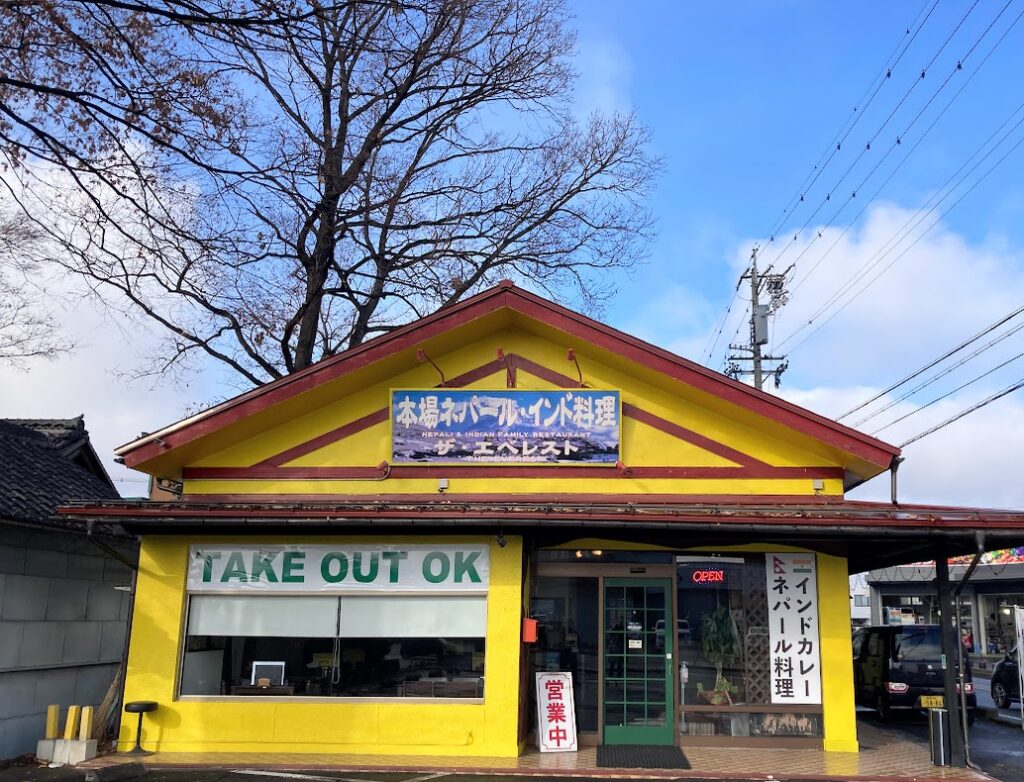 本場ネパール・インド料理
NEPALI & INDIAN FAMILY RESTAURANT
ザ・エベレスト
TAKE OUT OK
OPEN
インドカレー
ネパール料理
営業中